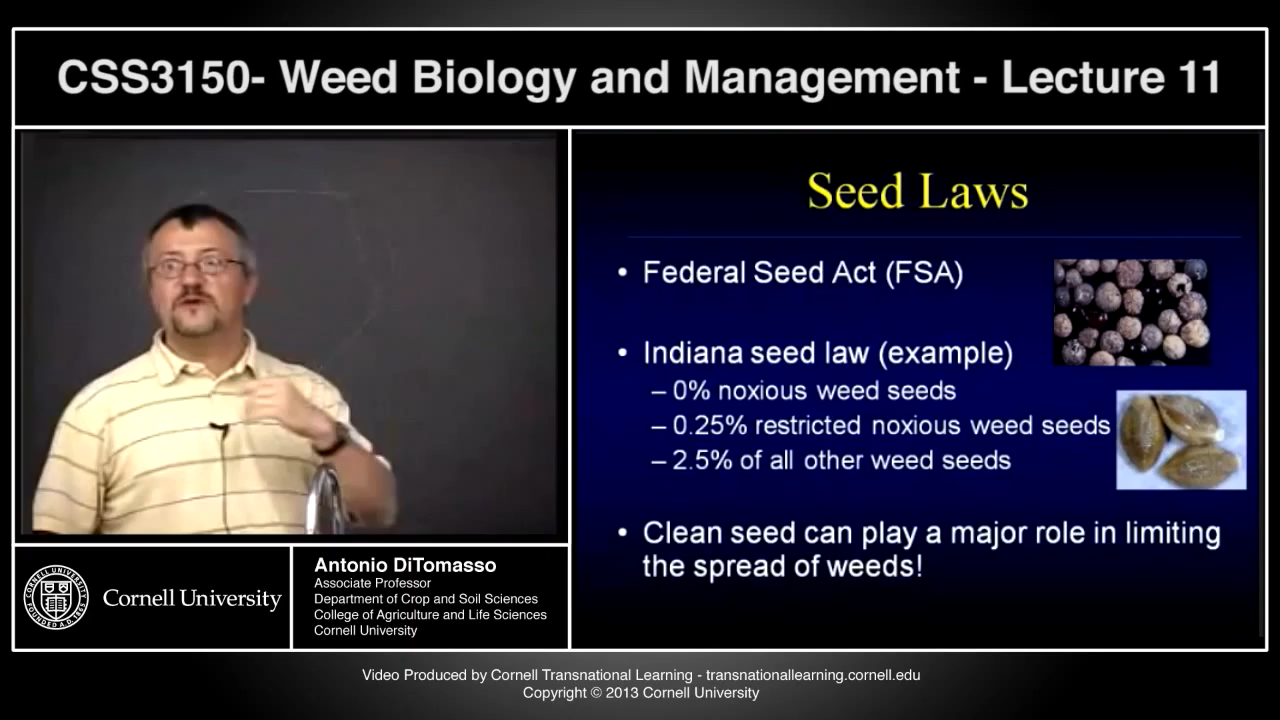 CSS3150- Weed Biology and Management - Lecture 11
Seed Laws
• Federal Seed Act (FSA)
• Indiana seed law (example)
– 0% noxious weed seeds
– 0.25% restricted noxious weed seeds
– 2.5% of all other weed seeds
• Clean seed can play a major role in limiting
the spread of weeds!
CORNELL UNIVERSITY
FOUNDED A.D. 1865
Cornell University
Antonio DiTomasso
Associate Professor
Department of Crop and Soil Sciences
College of Agriculture and Life Sciences
Cornell University
Video Produced by Cornell Transnational Learning - transnationallearning.cornell.edu
Copyright © 2013 Cornell University